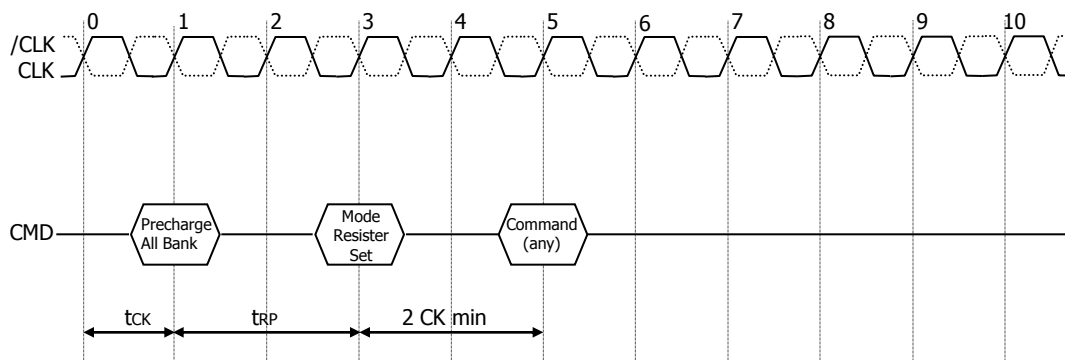 0 1 2 3 4 5 6 7 8 9 10
/CLK
CLK
CMD
Precharge
All Bank
Mode
Resister
Set
Command
(any)
tCK
tRP
2 CK min